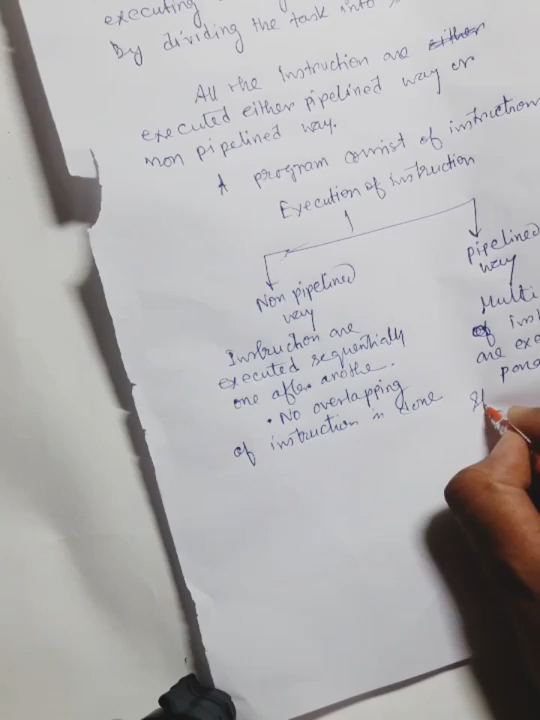 executing
by dividing the task into
All the instruction are either
executed either pipelined way or
non pipelined way.
A program consist of instruction
Execution of instruction
Non pipelined
way
Instruction are
executed sequentially
one after anothe.
• No overlapping
of instruction is done
Pipelined
way
Multi
of inst
are exe